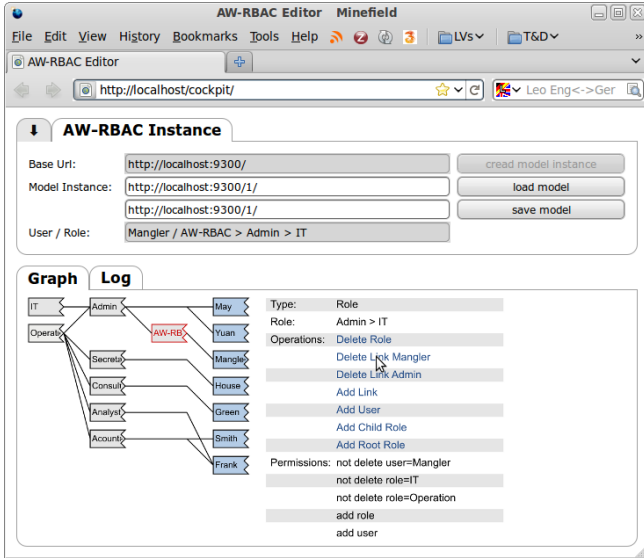 AW-RBAC Editor Minefield
File Edit View History Bookmarks Tools Help 3 LVs T&D »
AW-RBAC Editor
http://localhost/cockpit/ Leo Eng<->Ger
AW-RBAC Instance
Base Url: http://localhost:9300/ cread model instance
Model Instance: http://localhost:9300/1/ load model
http://localhost:9300/1/ save model
User / Role: Mangler / AW-RBAC > Admin > IT
Graph Log
IT Admin May
Operati AW-RB Yuan
Mangle
Secreta House
Consult Green
Analyst Smith
Acount Frank
Type: Role
Role: Admin > IT
Operations: Delete Role
Delete Link Mangler
Delete Link Admin
Add Link
Add User
Add Child Role
Add Root Role
Permissions: not delete user=Mangler
not delete role=IT
not delete role=Operation
add role
add user